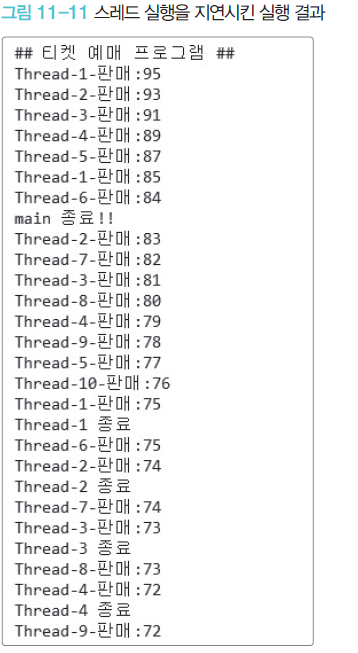 그림 11-11 스레드 실행을 지연시킨 실행 결과
## 티켓 예매 프로그램 ##
Thread-1-판매:95
Thread-2-판매:93
Thread-3-판매:91
Thread-4-판매:89
Thread-5-판매:87
Thread-1-판매:85
Thread-6-판매:84
main 종료!!
Thread-2-판매:83
Thread-7-판매:82
Thread-3-판매:81
Thread-8-판매:80
Thread-4-판매:79
Thread-9-판매:78
Thread-5-판매:77
Thread-10-판매:76
Thread-1-판매:75
Thread-1 종료
Thread-6-판매:75
Thread-2-판매:74
Thread-2 종료
Thread-7-판매:74
Thread-3-판매:73
Thread-3 종료
Thread-8-판매:73
Thread-4-판매:72
Thread-4 종료
Thread-9-판매:72